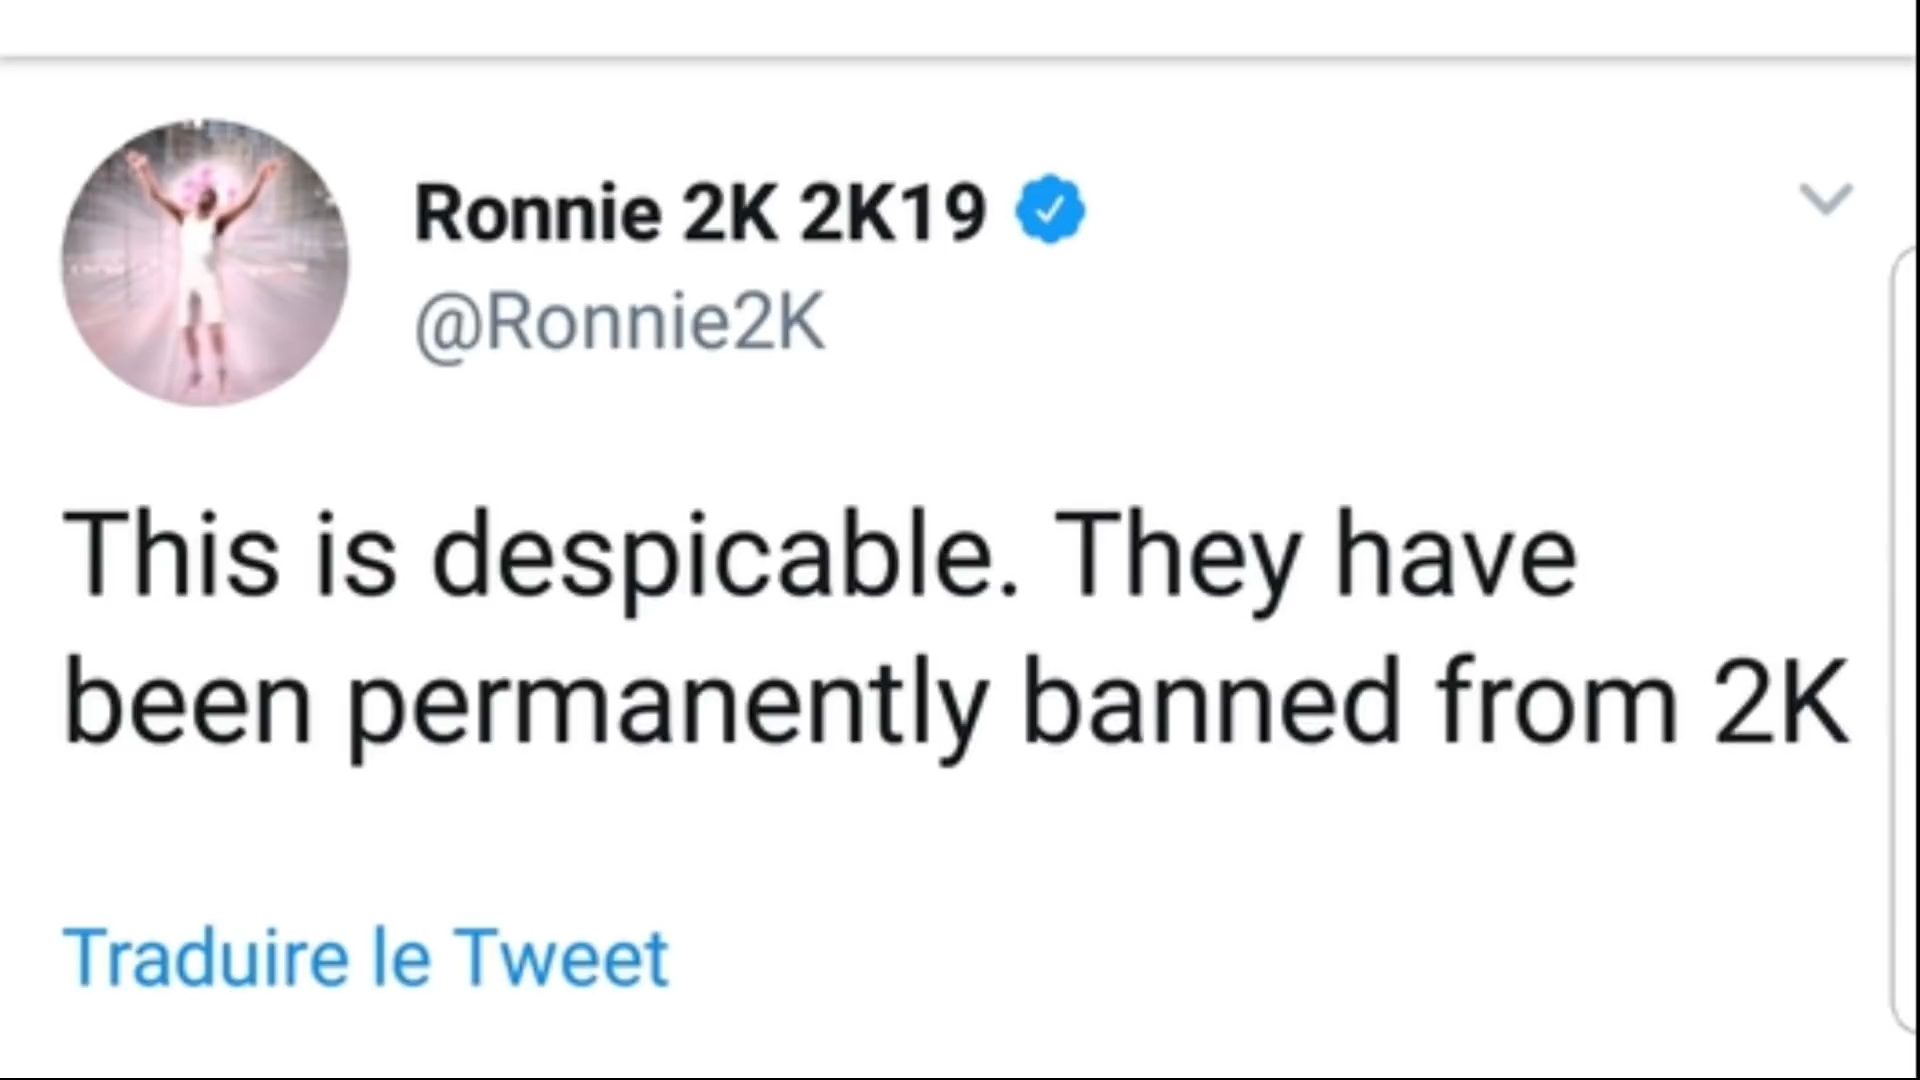 Ronnie 2K 2K19
@Ronnie2K
This is despicable. They have
been permanently banned from 2K
Traduire le Tweet